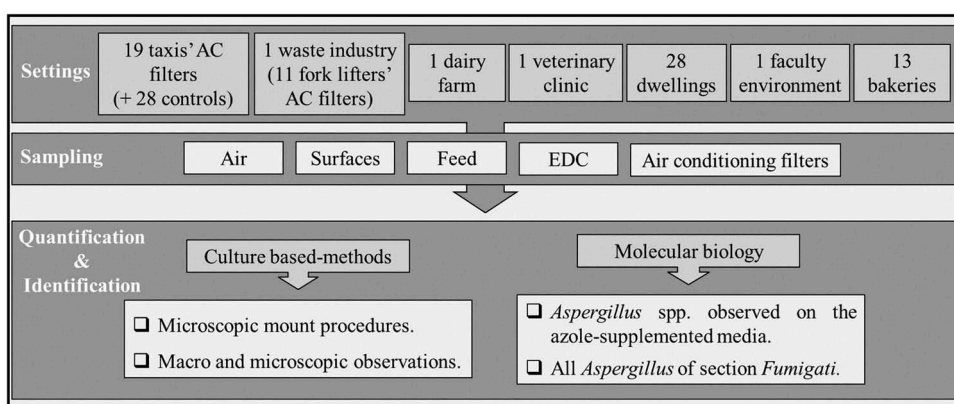 Settings
19 taxis’ AC
filters
(+ 28 controls)
1 waste industry
(11 fork lifters’
AC filters)
1 dairy
farm
1 veterinary
clinic
28
dwellings
1 faculty
environment
13
bakeries
Sampling
Air
Surfaces
Feed
EDC
Air conditioning filters
Quantification
&
Identification
Culture based-methods
❑ Microscopic mount procedures.
❑ Macro and microscopic observations.
Molecular biology
❑ Aspergillus spp. observed on the
azole-supplemented media.
❑ All Aspergillus of section Fumigati.